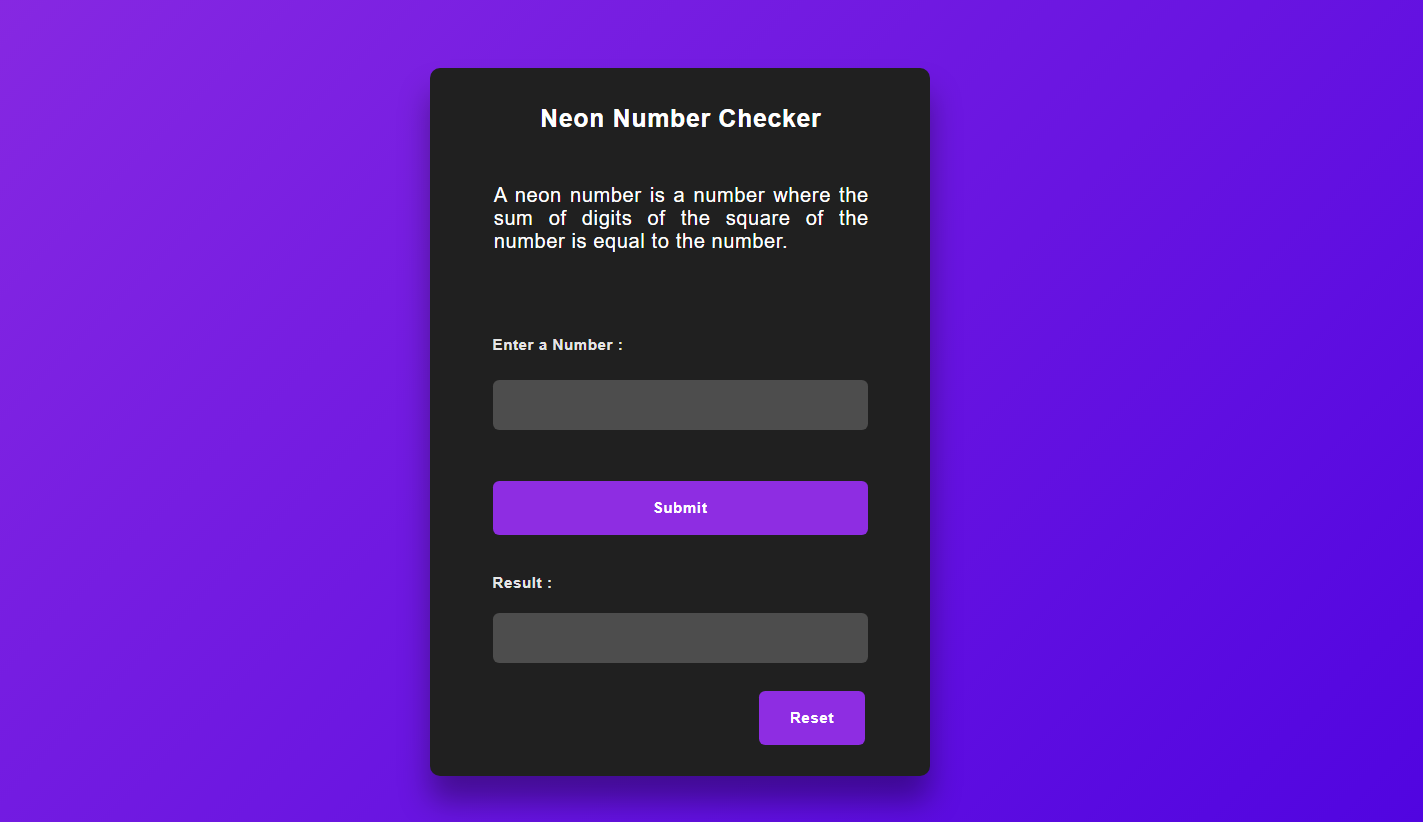 Neon Number Checker
A neon number is a number where the
sum of digits of the square of the
number is equal to the number.
Enter a Number :
Submit
Result :
Reset